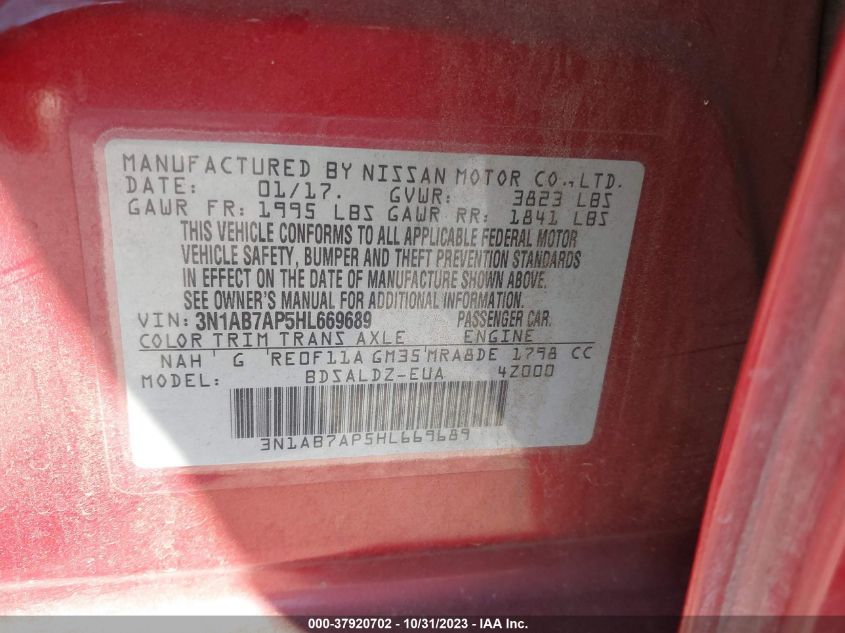 MANUFACTURED BY NISSAN MOTOR CO.,LTD.
DATE: 01/17. GVWR: 3823 LBS
GAWR FR: 1995 LBS GAWR RR: 1841 LBS
THIS VEHICLE CONFORMS TO ALL APPLICABLE FEDERAL MOTOR
VEHICLE SAFETY, BUMPER AND THEFT PREVENTION STANDARDS
IN EFFECT ON THE DATE OF MANUFACTURE SHOWN ABOVE.
SEE OWNER'S MANUAL FOR ADDITIONAL INFORMATION.
VIN: 3N1AB7AP5HL669689 PASSENGER CAR.
COLOR TRIM TRANS AXLE ENGINE
NAH G RE0F11A GM35 MRA8DE 1798 CC
MODEL: BDSALDZ-EUA 4Z000
3N1AB7AP5HL669689
000-37920702 - 10/31/2023 - IAA Inc.